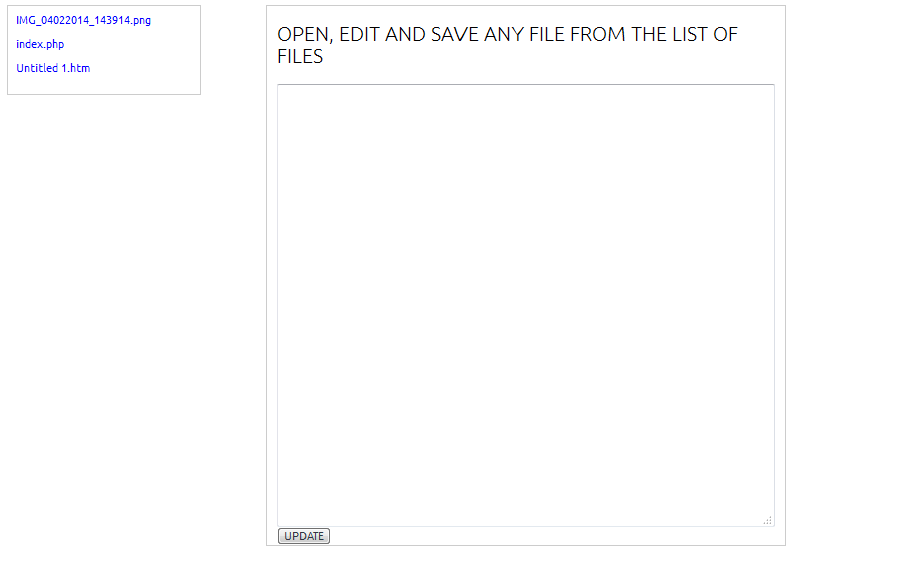 IMG_04022014_143914.png
index.php
Untitled 1.htm
OPEN, EDIT AND SAVE ANY FILE FROM THE LIST OF
FILES
UPDATE